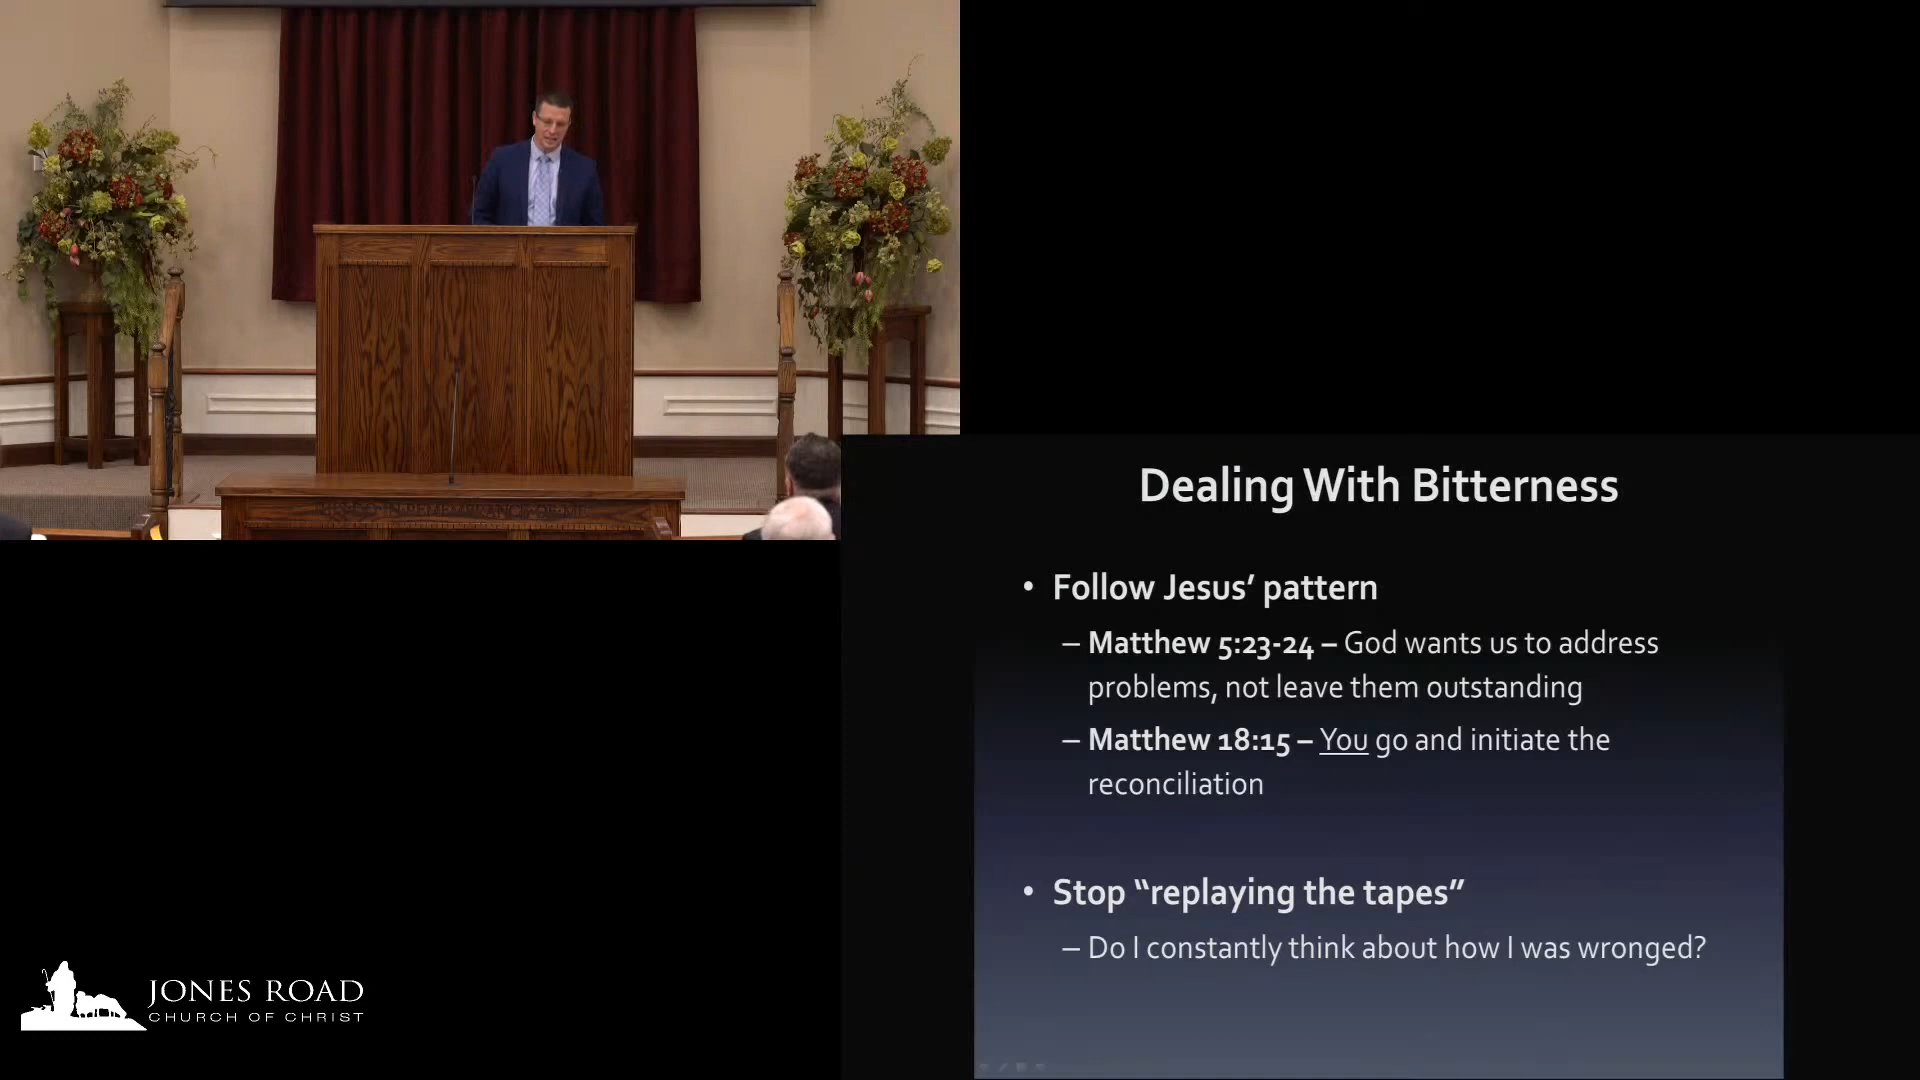 Dealing With Bitterness
• Follow Jesus’ pattern
– Matthew 5:23-24 – God wants us to address
problems, not leave them outstanding
– Matthew 18:15 – You go and initiate the
reconciliation
• Stop “replaying the tapes”
– Do I constantly think about how I was wronged?
JONES ROAD
CHURCH OF CHRIST